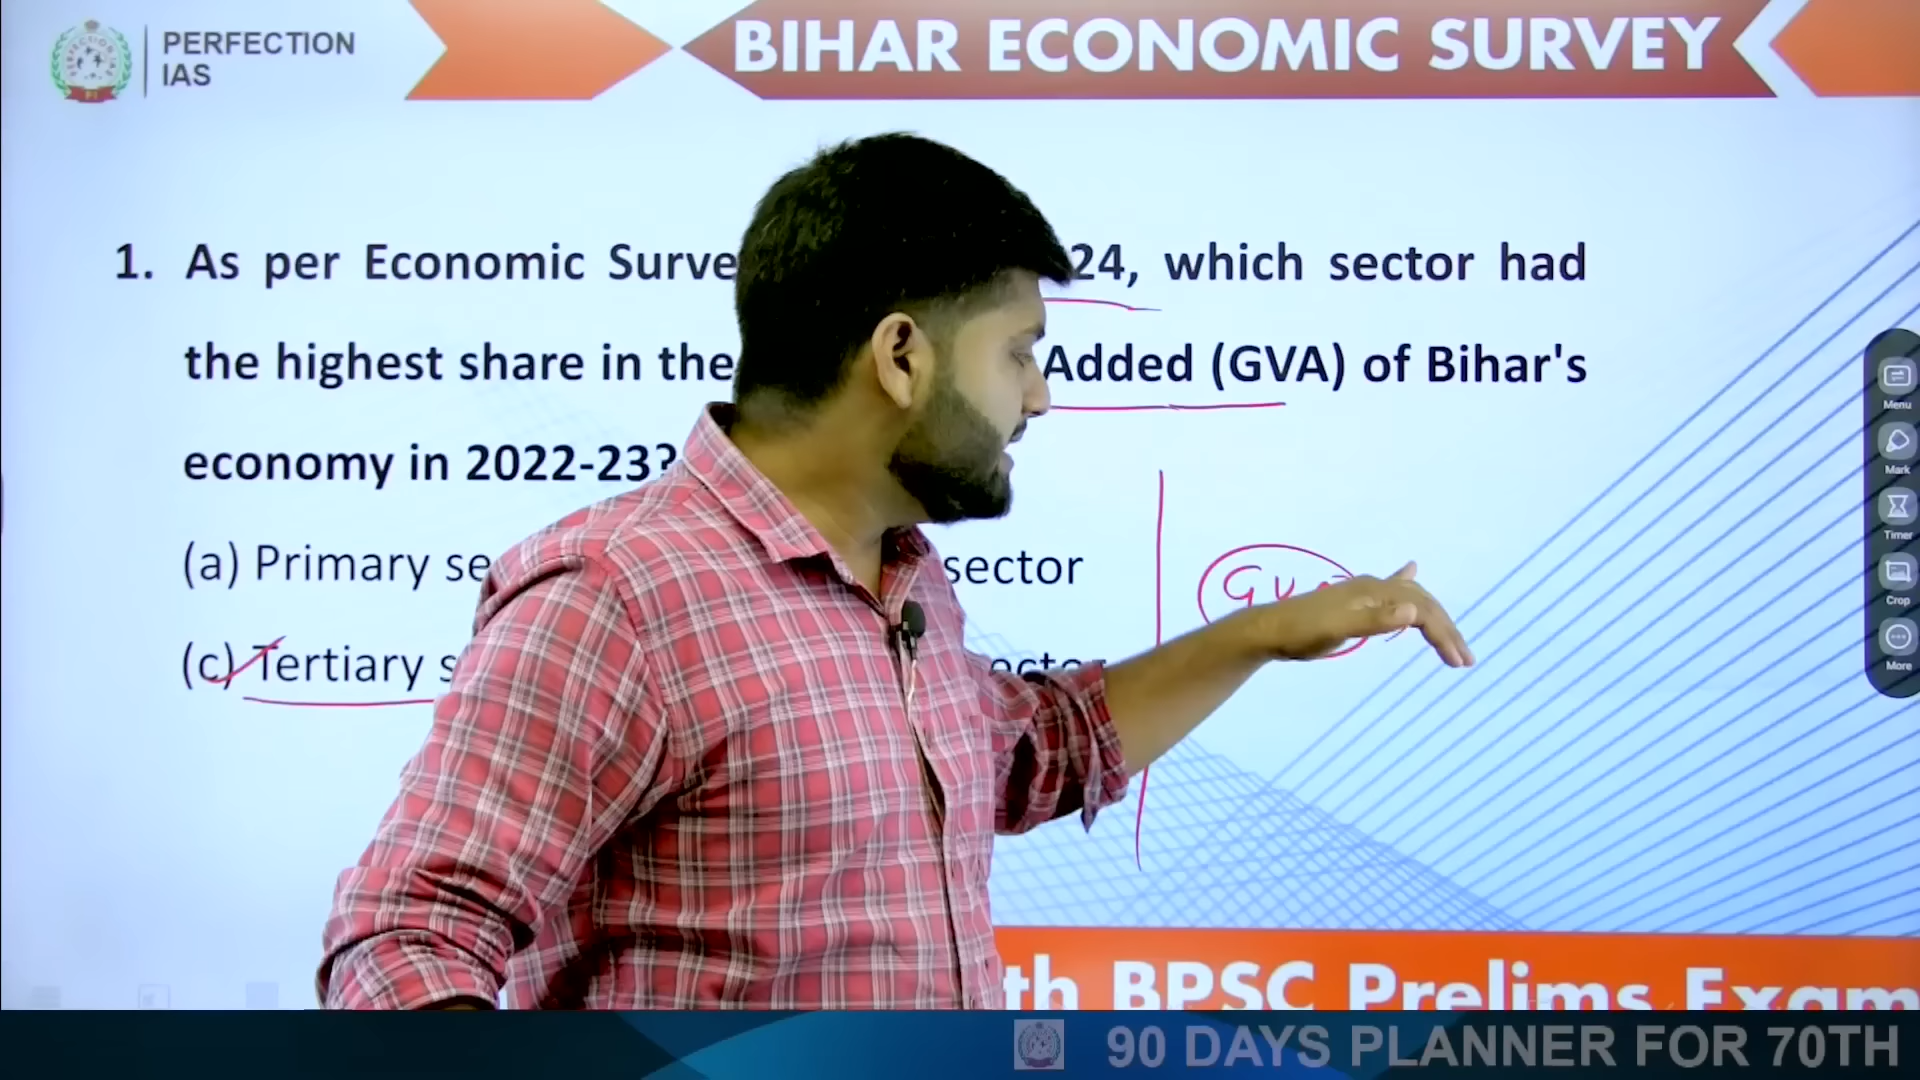 PERFECTION
IAS
BIHAR ECONOMIC SURVEY
1. As per Economic Surve 24, which sector had
the highest share in the Added (GVA) of Bihar's
economy in 2022-23?
(a) Primary se sector
(c) Tertiary s
Menu
Mark
Timer
Crop
More
th BPSC Prelims Exam
90 DAYS PLANNER FOR 70TH